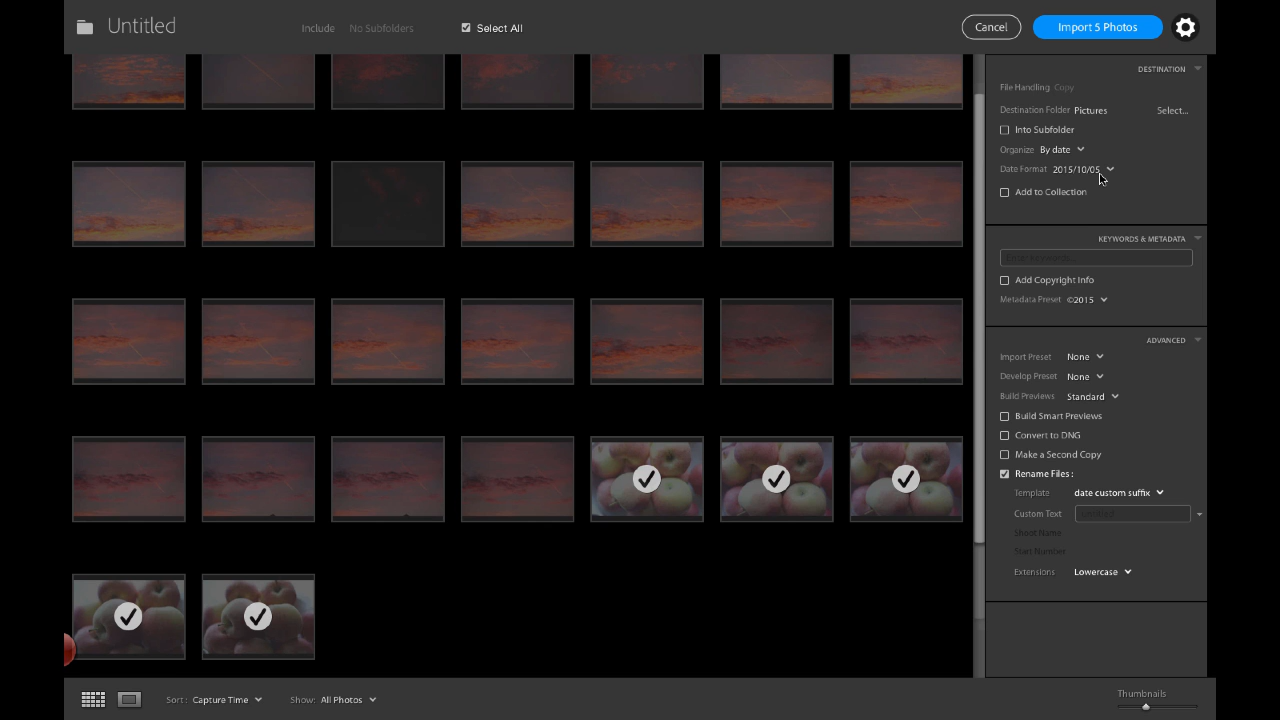 Untitled
Include No Subfolders
Select All
Cancel
Import 5 Photos
DESTINATION
File Handling Copy
Destination Folder Pictures Select...
Into Subfolder
Organize By date
Date Format 2015/10/05
Add to Collection
KEYWORDS & METADATA
Enter keywords...
Add Copyright Info
Metadata Preset ©2015
ADVANCED
Import Preset None
Develop Preset None
Build Previews Standard
Build Smart Previews
Convert to DNG
Make a Second Copy
Rename Files :
Template date custom suffix
Custom Text Untitled
Shoot Name
Start Number
Extensions Lowercase
Sort : Capture Time
Show: All Photos
Thumbnails